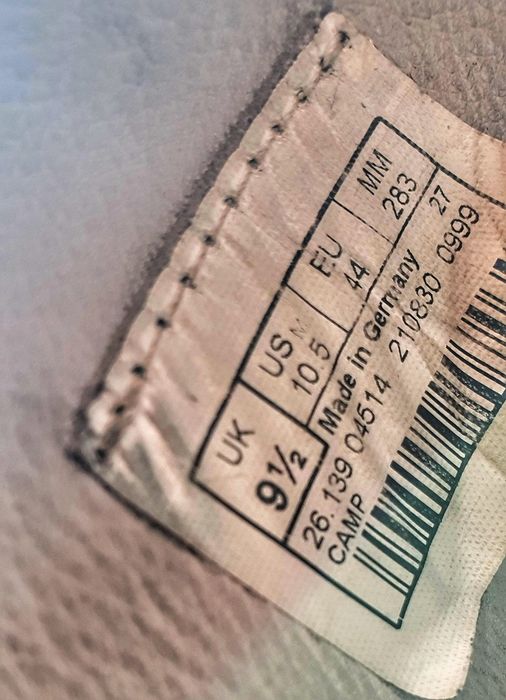 UK US M EU MM
9½ 10.5 44 283
Made in Germany 27
26.139 04514 210830 0999
CAMP